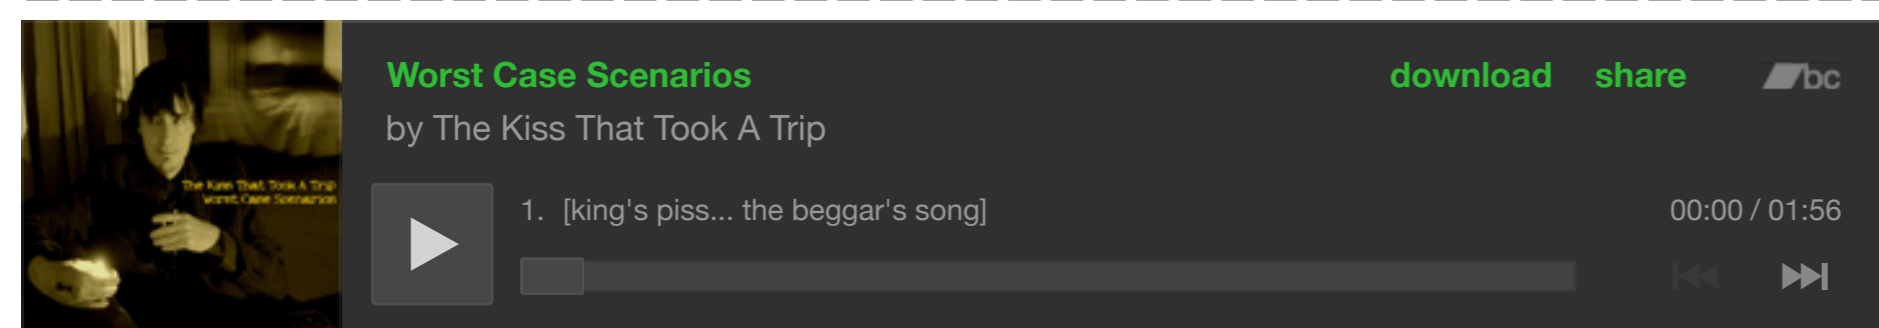 Worst Case Scenarios
download
share
bc
by The Kiss That Took A Trip
The Kiss That Took A Trip
Worst Case Scenarios
1. [king's piss... the beggar's song]
00:00 / 01:56